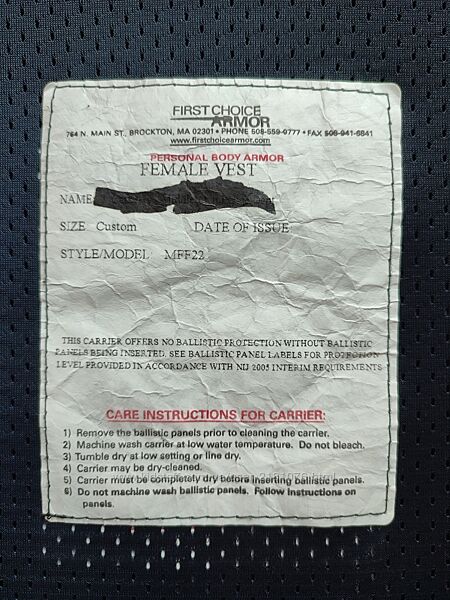 FIRST CHOICE
ARMOR
764 N. MAIN ST., BROCKTON, MA 02301 • PHONE 508-559-0777 • FAX 508-941-6841
www.firstchoicearmor.com
PERSONAL BODY ARMOR
FEMALE VEST
NAME
SIZE Custom DATE OF ISSUE
STYLE/MODEL MFF22
THIS CARRIER OFFERS NO BALLISTIC PROTECTION WITHOUT BALLISTIC
PANELS BEING INSERTED. SEE BALLISTIC PANEL LABELS FOR PROTECTION
LEVEL PROVIDED IN ACCORDANCE WITH NIJ 2005 INTERIM REQUIREMENTS
CARE INSTRUCTIONS FOR CARRIER:
1) Remove the ballistic panels prior to cleaning the carrier.
2) Machine wash carrier at low water temperature. Do not bleach.
3) Tumble dry at low setting or line dry.
4) Carrier may be dry-cleaned.
5) Carrier must be completely dry before inserting ballistic panels.
6) Do not machine wash ballistic panels. Follow instructions on
panels.